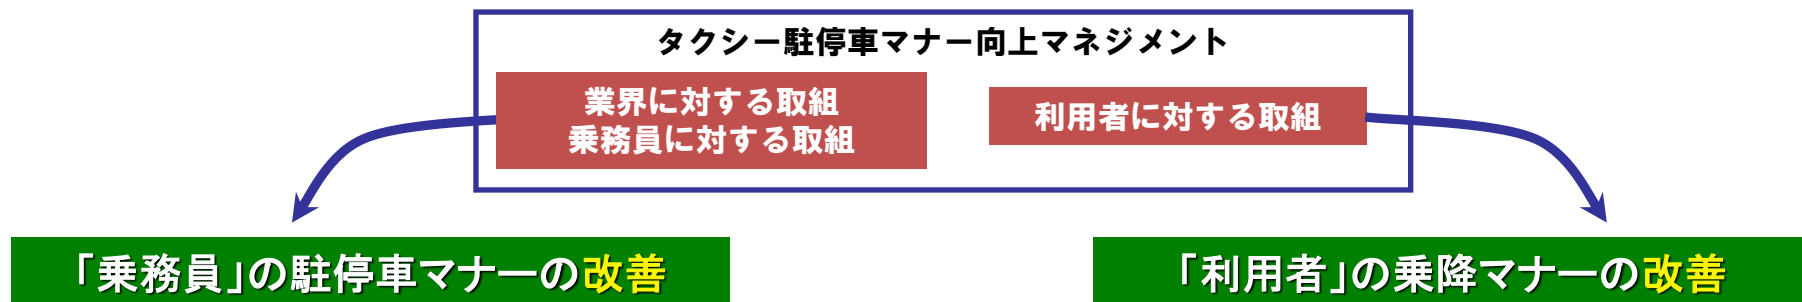 タクシー駐停車マナー向上マネジメント
業界に対する取組
乗務員に対する取組
利用者に対する取組
「乗務員」の駐停車マナーの改善
「利用者」の乗降マナーの改善